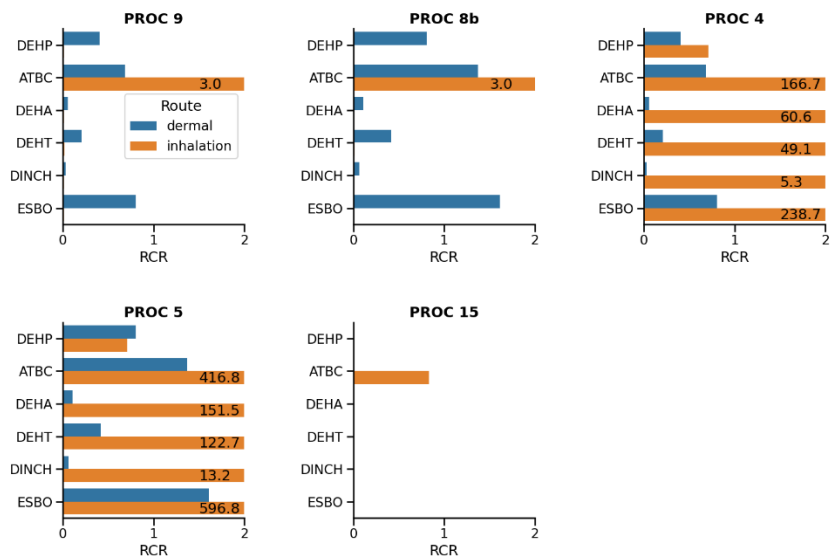 PROC 9
DEHP
ATBC
3.0
DEHA
DEHT
DINCH
ESBO
Route
dermal
inhalation
0
1
2
RCR
PROC 8b
DEHP
ATBC
3.0
DEHA
DEHT
DINCH
ESBO
0
1
2
RCR
PROC 4
DEHP
ATBC
166.7
DEHA
60.6
DEHT
49.1
DINCH
5.3
ESBO
238.7
0
1
2
RCR
PROC 5
DEHP
ATBC
416.8
DEHA
151.5
DEHT
122.7
DINCH
13.2
ESBO
596.8
0
1
2
RCR
PROC 15
DEHP
ATBC
DEHA
DEHT
DINCH
ESBO
0
1
2
RCR